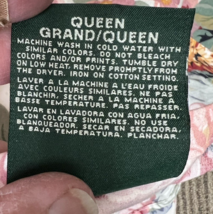 QUEEN
GRAND/QUEEN
MACHINE WASH IN COLD WATER WITH
SIMILAR COLORS. DO NOT BLEACH
COLORS AND/OR PRINTS. TUMBLE DRY
ON LOW HEAT. REMOVE PROMPTLY FROM
THE DRYER. IRON ON COTTON SETTING.
LAVER A LA MACHINE A L'EAU FROIDE
AVEC COULEURS SIMILAIRES. NE PAS
BLANCHIR. SECHER A LA MACHINE A
BASSE TEMPERATURE. PAS REPASSER.
LAVAR EN LAVADORA CON AGUA FRIA.
CON COLORES SIMILARES. NO USE
BLANQUEADOR. SECAR EN SECADORA,
A BAJA TEMPERATURA. PLANCHAR.